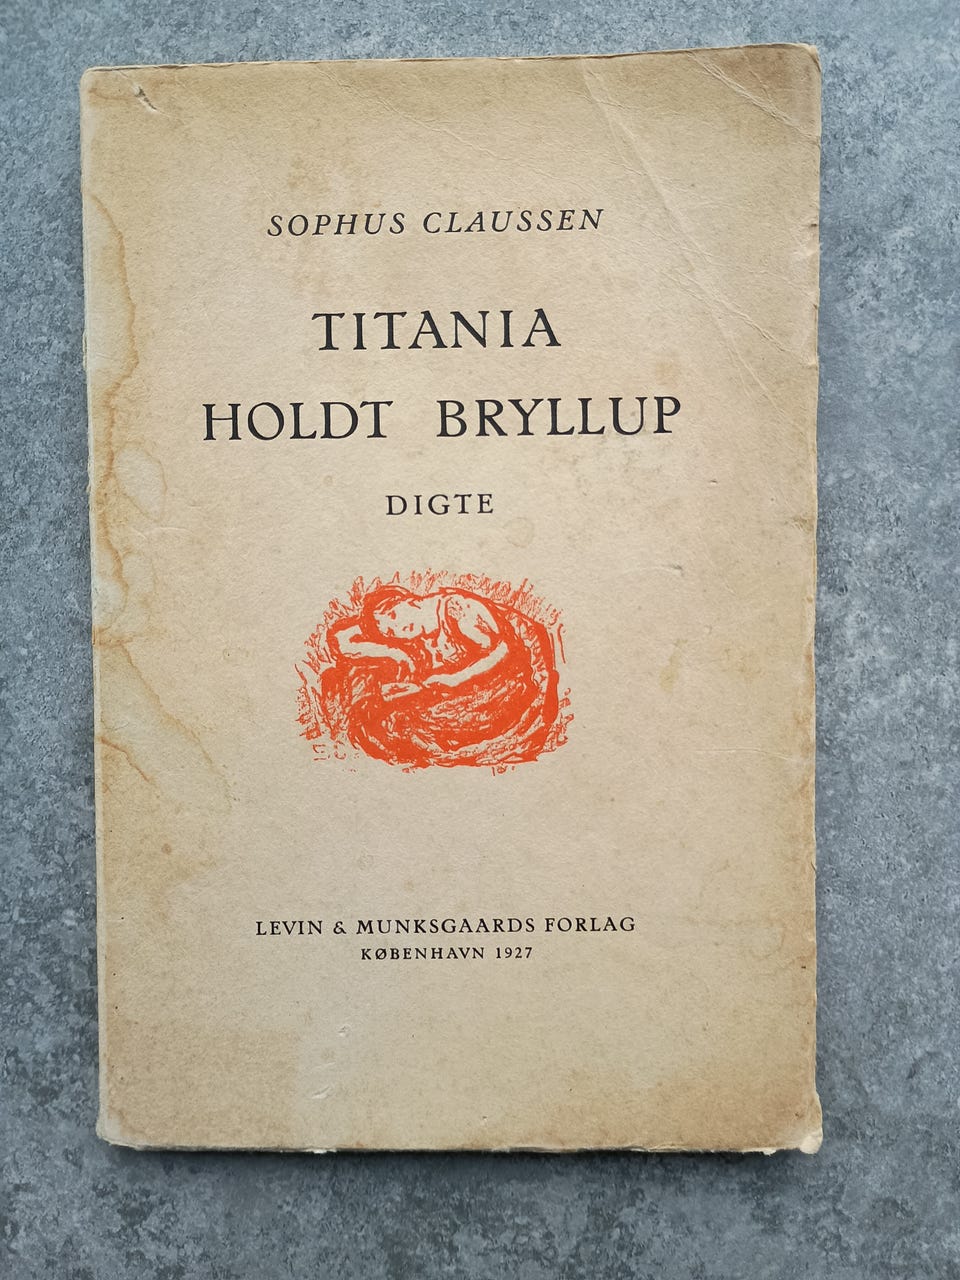 SOPHUS CLAUSSEN
TITANIA
HOLDT BRYLLUP
DIGTE
LEVIN & MUNKSGAARDS FORLAG
KØBENHAVN 1927